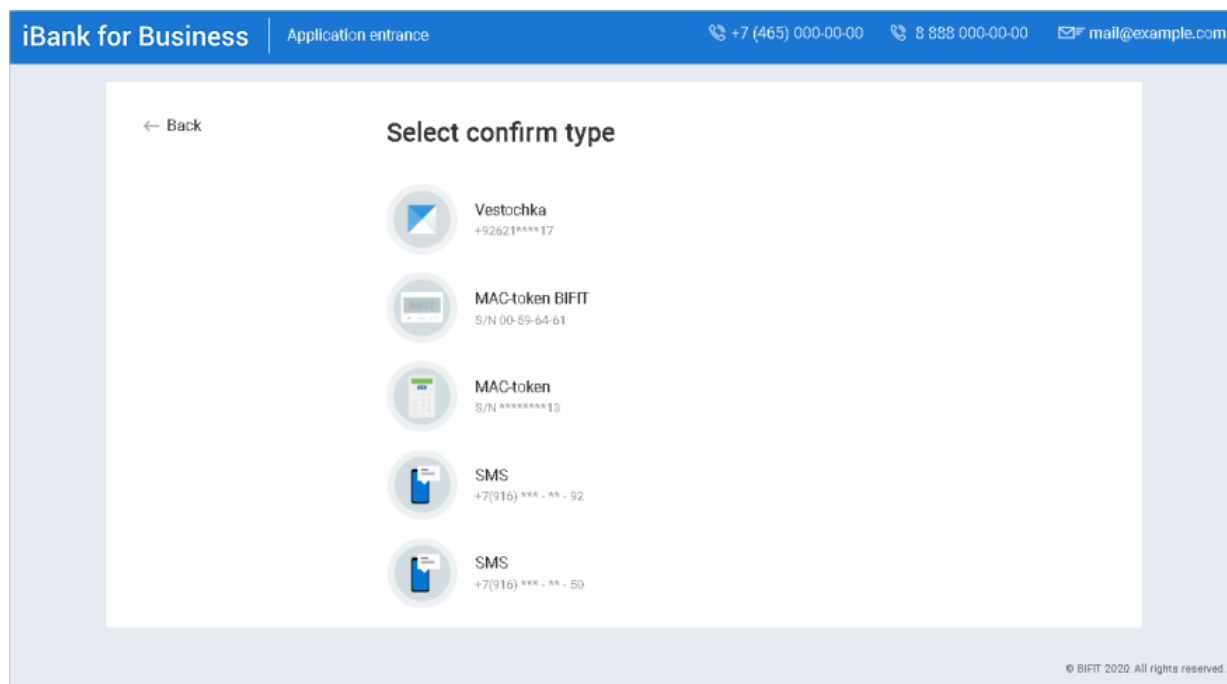 iBank for Business
Application entrance
+7 (465) 000-00-00
8 888 000-00-00
mail@example.com
← Back
Select confirm type
Vestochka
+92621****17
BIFIT
MAC-token BIFIT
S/N 00-59-64-61
MAC-token
S/N ********13
SMS
+7(916) *** - ** - 92
SMS
+7(916) *** - ** - 50
© BIFIT 2020. All rights reserved.